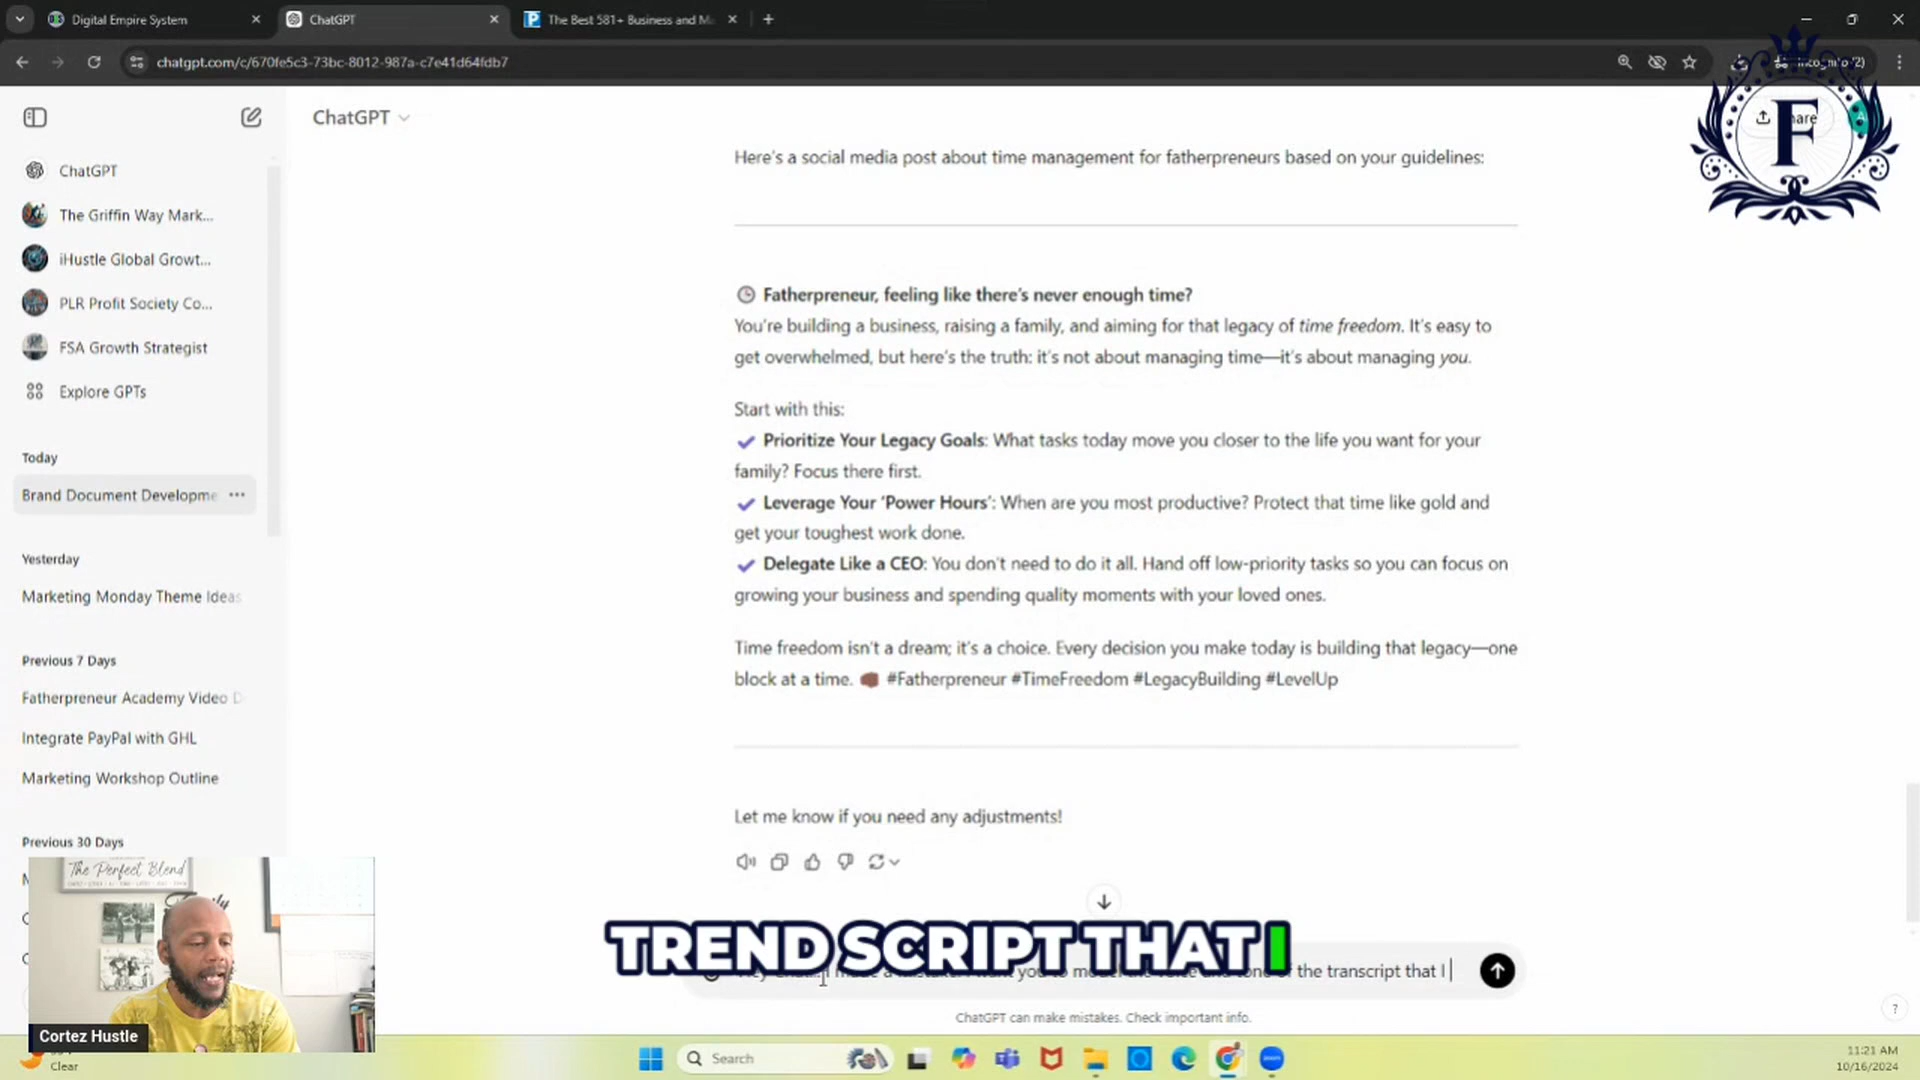 Digital Empire System
ChatGPT
The Best 581+ Business and M
chatgpt.com/c/670fe5c3-73bc-8012-987a-c7e41d64fdb7
Incognito (2)
ChatGPT
Share
F
ChatGPT
The Griffin Way Mark...
iHustle Global Growt...
PLR Profit Society Co...
FSA Growth Strategist
Explore GPTs
Today
Brand Document Developme
Yesterday
Marketing Monday Theme Ideas
Previous 7 Days
Fatherpreneur Academy Video D
Integrate PayPal with GHL
Marketing Workshop Outline
Previous 30 Days
Here's a social media post about time management for fatherpreneurs based on your guidelines:
Fatherpreneur, feeling like there's never enough time?
You're building a business, raising a family, and aiming for that legacy of time freedom. It's easy to
get overwhelmed, but here's the truth: it's not about managing time—it's about managing you.
Start with this:
Prioritize Your Legacy Goals: What tasks today move you closer to the life you want for your
family? Focus there first.
Leverage Your 'Power Hours': When are you most productive? Protect that time like gold and
get your toughest work done.
Delegate Like a CEO: You don't need to do it all. Hand off low-priority tasks so you can focus on
growing your business and spending quality moments with your loved ones.
Time freedom isn't a dream; it's a choice. Every decision you make today is building that legacy—one
block at a time. #Fatherpreneur #TimeFreedom #LegacyBuilding #LevelUp
Let me know if you need any adjustments!
TREND SCRIPT THAT I
of the transcript that I
ChatGPT can make mistakes. Check important info.
?
The Perfect Blend
Family
Cortez Hustle
Clear
Search
11:21 AM
10/16/2024